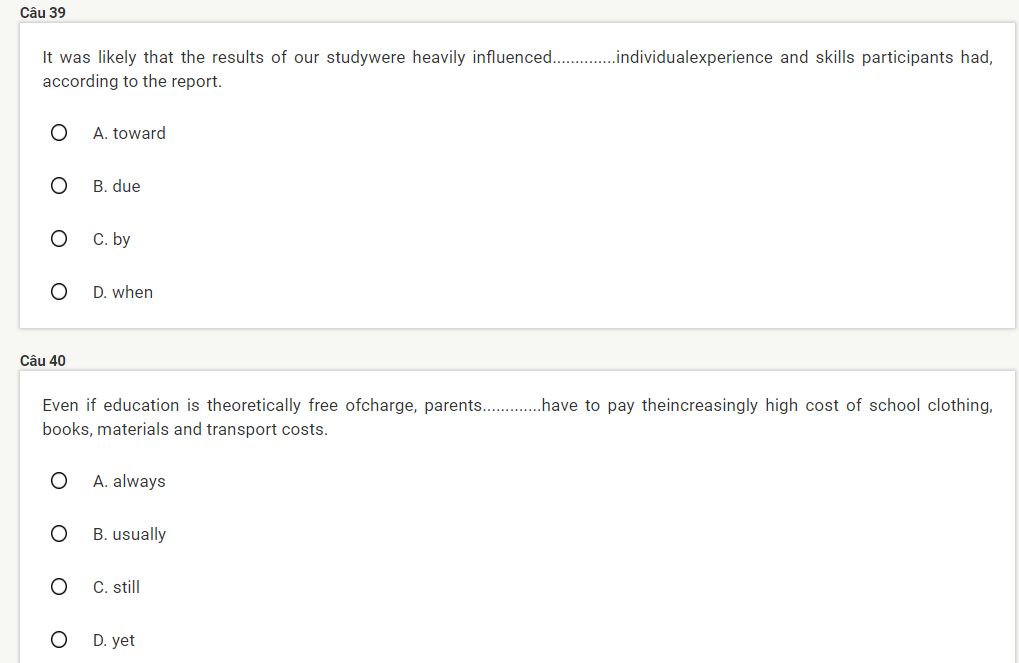 Câu 39
It was likely that the results of our studywere heavily influenced..............individualexperience and skills participants had,
according to the report.
A. toward
B. due
C. by
D. when
Câu 40
Even if education is theoretically free ofcharge, parents.............have to pay theincreasingly high cost of school clothing,
books, materials and transport costs.
A. always
B. usually
C. still
D. yet